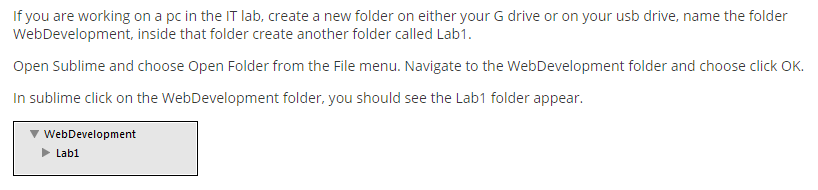 If you are working on a pc in the IT lab, create a new folder on either your G drive or on your usb drive, name the folder
WebDevelopment, inside that folder create another folder called Lab1.
Open Sublime and choose Open Folder from the File menu. Navigate to the WebDevelopment folder and choose click OK.
In sublime click on the WebDevelopment folder, you should see the Lab1 folder appear.
WebDevelopment
Lab1